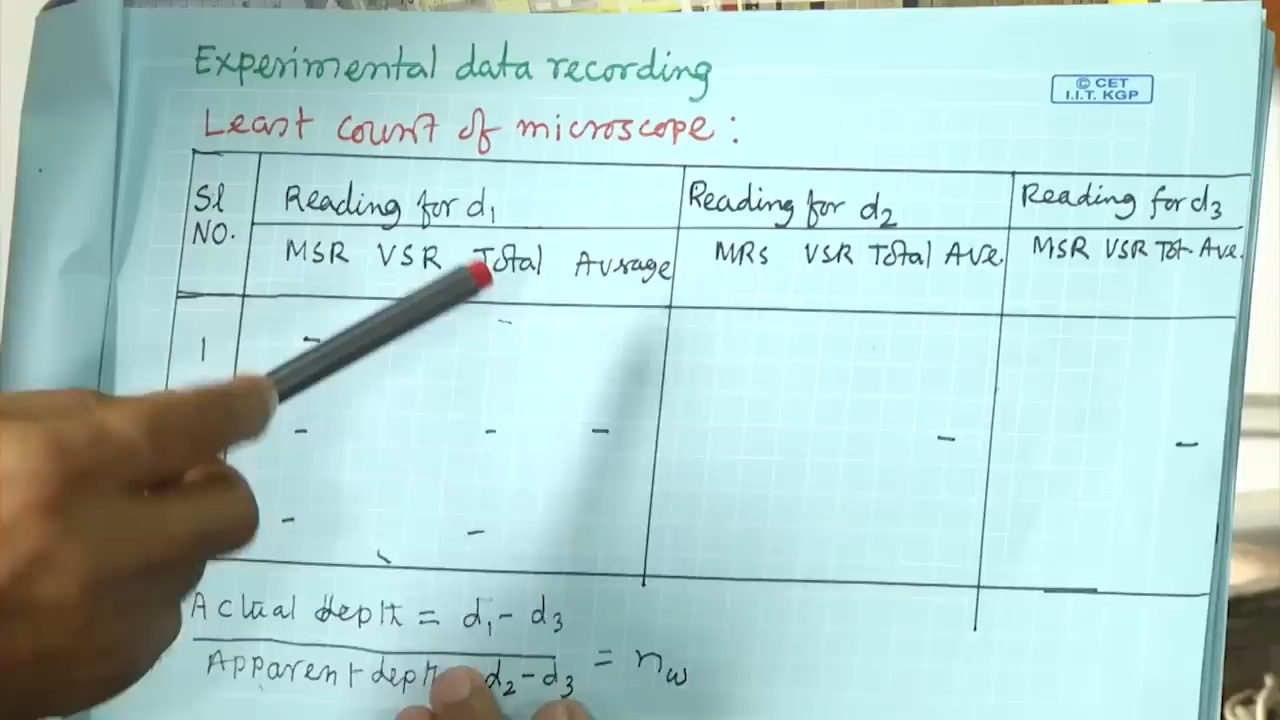 Experimental data recording
© CET
I.I.T. KGP
Least count of microscope :
Sl NO. Reading for d1 Reading for d2 Reading for d3
MSR VSR Total Avrage MRS VSR Total Ave. MSR VSR Tot Ave.
1 - -
- - - - -
- -
Actual depth = d1 - d3
Apparent depth d2 - d3 = nw